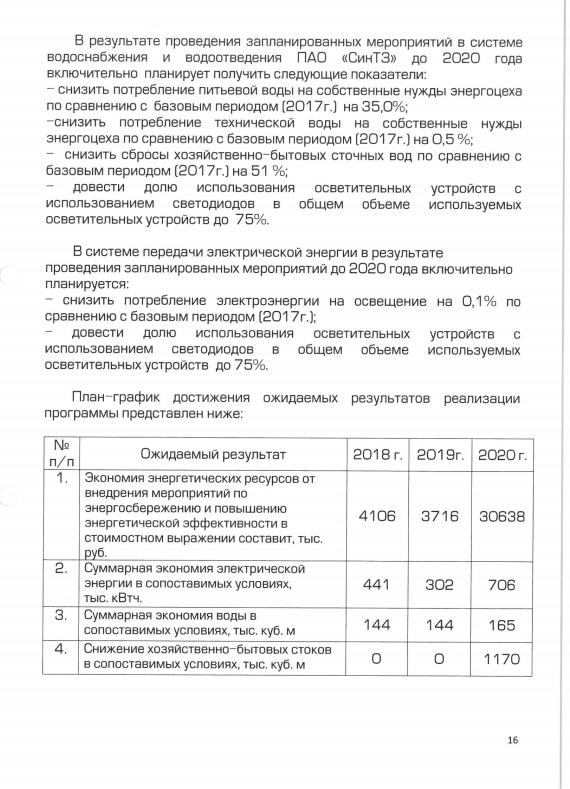 В результате проведения запланированных мероприятий в системе
водоснабжения и водоотведения ПАО «СинТЗ» до 2020 года
включительно планирует получить следующие показатели:
– снизить потребление питьевой воды на собственные нужды энергоцеха
по сравнению с базовым периодом (2017г.) на 35,0%;
–снизить потребление технической воды на собственные нужды
энергоцеха по сравнению с базовым периодом (2017г.) на 0,5 %;
– снизить сбросы хозяйственно-бытовых сточных вод по сравнению с
базовым периодом (2017г.) на 51 %;
– довести долю использования осветительных устройств с
использованием светодиодов в общем объеме используемых
осветительных устройств до 75%.
В системе передачи электрической энергии в результате
проведения запланированных мероприятий до 2020 года включительно
планируется:
– снизить потребление электроэнергии на освещение на 0,1% по
сравнению с базовым периодом (2017г.);
– довести долю использования осветительных устройств с
использованием светодиодов в общем объеме используемых
осветительных устройств до 75%.
План-график достижения ожидаемых результатов реализации
программы представлен ниже:
№
п/п
Ожидаемый результат 2018 г. 2019г. 2020 г.
1. Экономия энергетических ресурсов от
внедрения мероприятий по
энергосбережению и повышению
энергетической эффективности в
стоимостном выражении составит, тыс.
руб.
4106 3716 30638
2. Суммарная экономия электрической
энергии в сопоставимых условиях,
тыс. кВтч.
441 302 706
3. Суммарная экономия воды в
сопоставимых условиях, тыс. куб. м
144 144 165
4. Снижение хозяйственно-бытовых стоков
в сопоставимых условиях, тыс. куб. м
0 0 1170
16